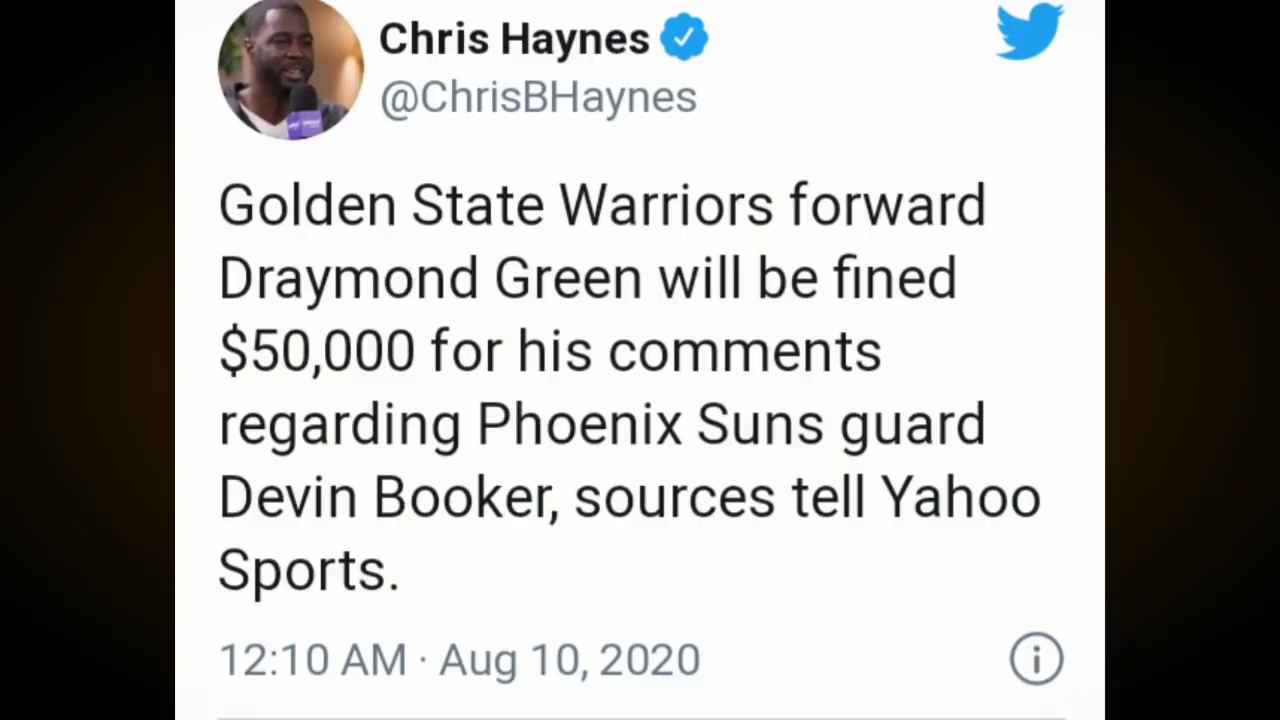 Chris Haynes
@ChrisBHaynes
Golden State Warriors forward
Draymond Green will be fined
$50,000 for his comments
regarding Phoenix Suns guard
Devin Booker, sources tell Yahoo
Sports.
12:10 AM · Aug 10, 2020